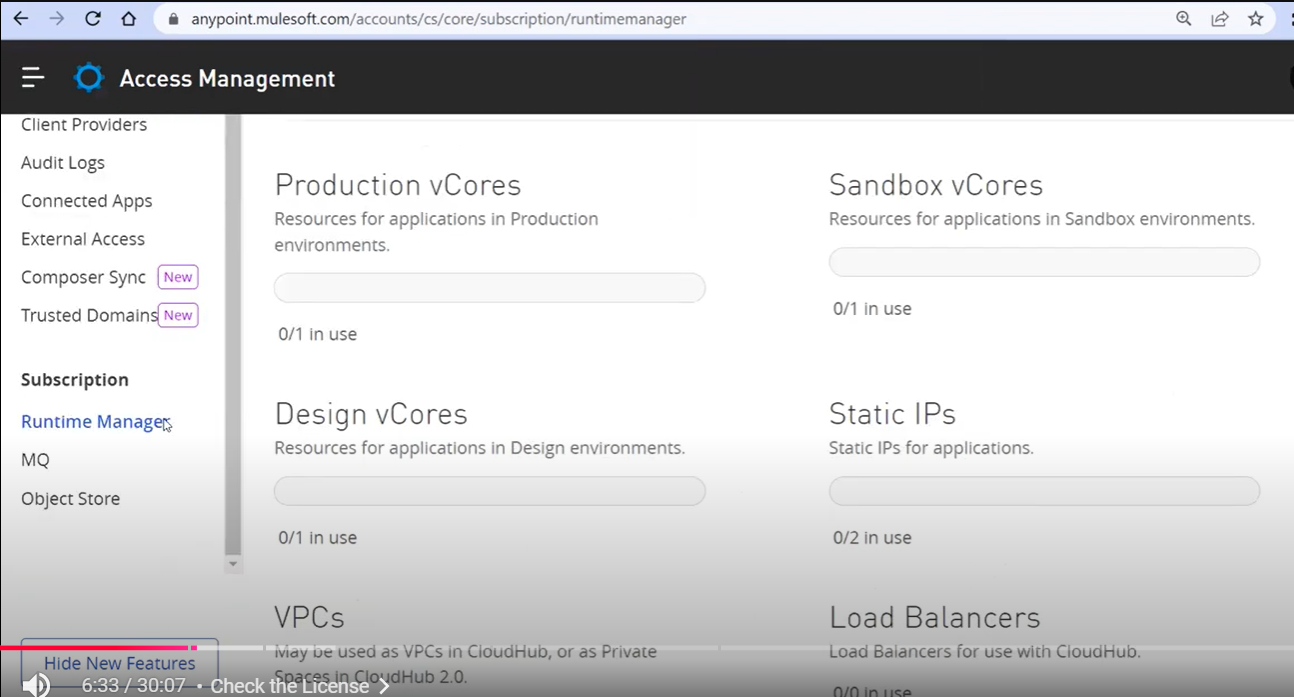 anypoint.mulesoft.com/accounts/cs/core/subscription/runtimemanager
Access Management
Client Providers
Audit Logs
Connected Apps
External Access
Composer Sync New
Trusted Domains New
Subscription
Runtime Manager
MQ
Object Store
Hide New Features
Production vCores
Resources for applications in Production
environments.
0/1 in use
Sandbox vCores
Resources for applications in Sandbox environments.
0/1 in use
Design vCores
Resources for applications in Design environments.
0/1 in use
Static IPs
Static IPs for applications.
0/2 in use
VPCs
May be used as VPCs in CloudHub, or as Private
Spaces in CloudHub 2.0.
Load Balancers
Load Balancers for use with CloudHub.
0/0 in use
6:33 / 30:07 • Check the License